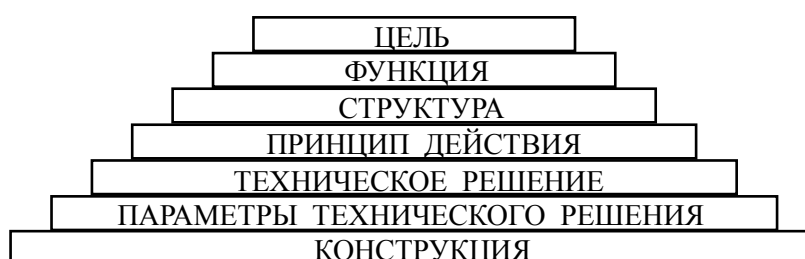 ЦЕЛЬ
ФУНКЦИЯ
СТРУКТУРА
ПРИНЦИП ДЕЙСТВИЯ
ТЕХНИЧЕСКОЕ РЕШЕНИЕ
ПАРАМЕТРЫ ТЕХНИЧЕСКОГО РЕШЕНИЯ
КОНСТРУКЦИЯ